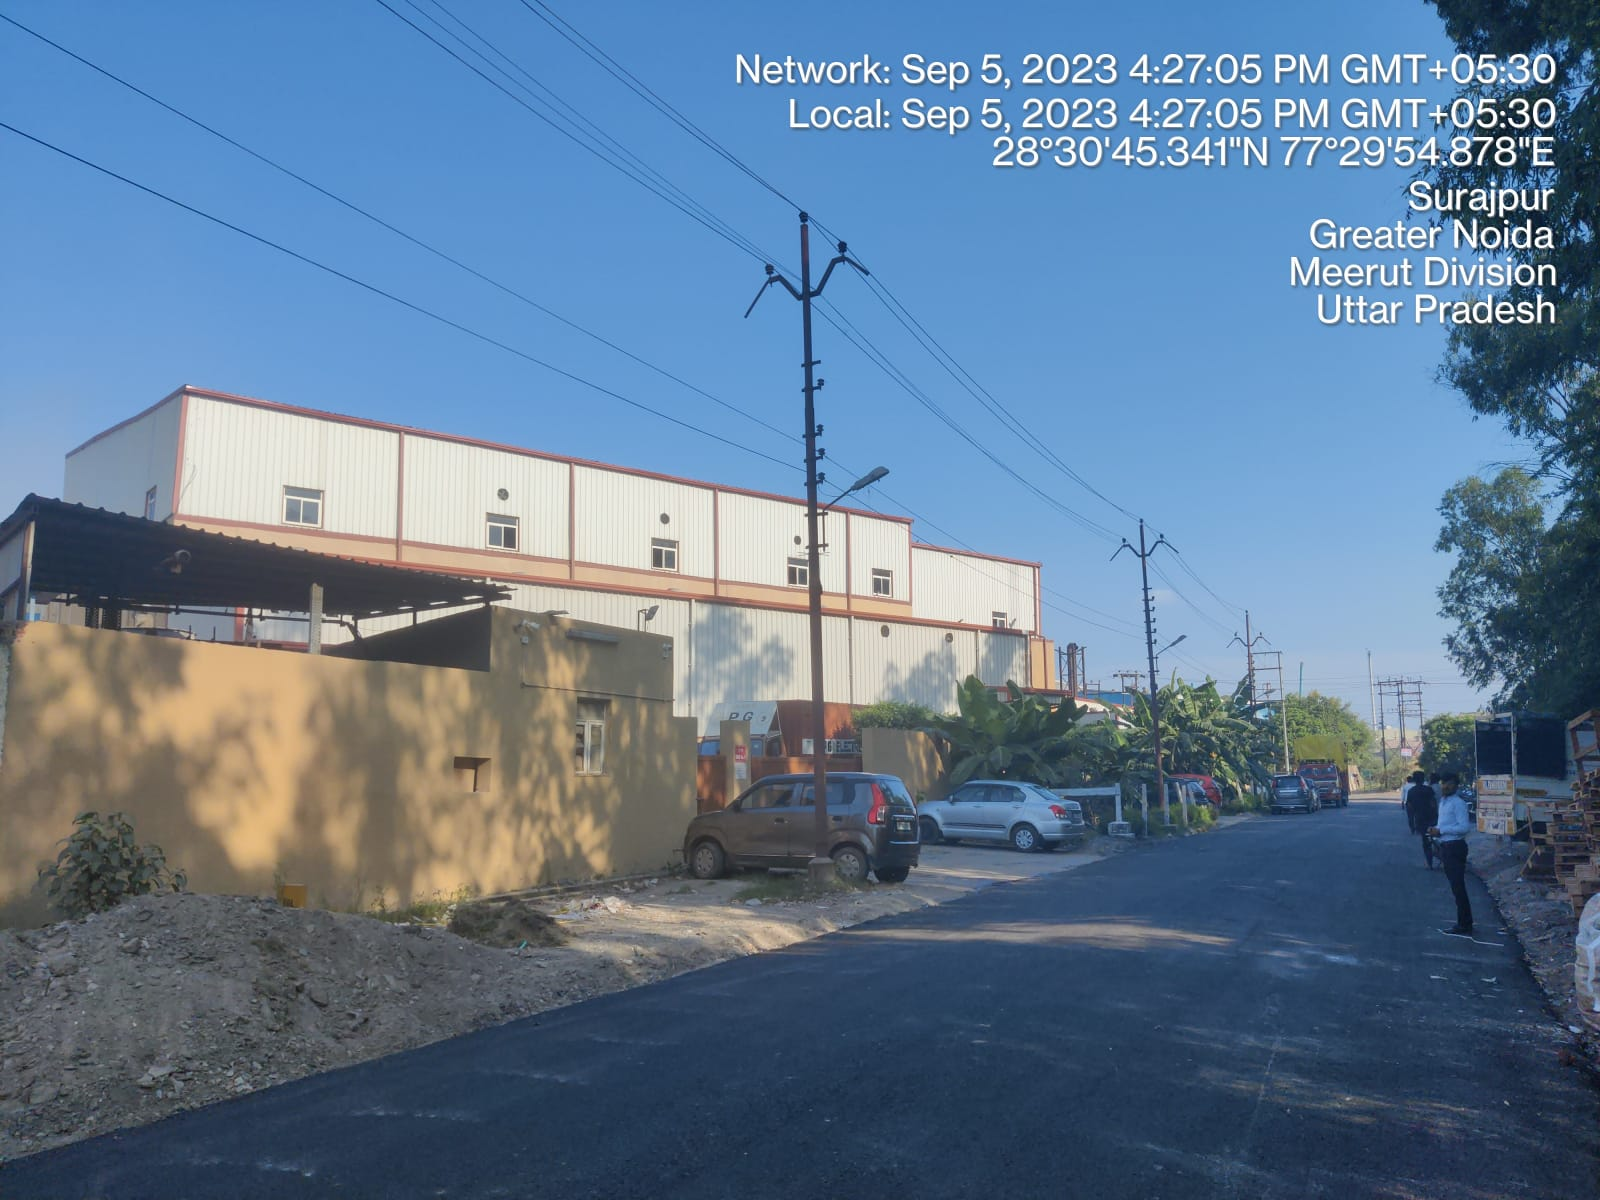 Network: Sep 5, 2023 4:27:05 PM GMT+05:30
Local: Sep 5, 2023 4:27:05 PM GMT+05:30
28°30'45.341"N 77°29'54.878"E
Surajpur
Greater Noida
Meerut Division
Uttar Pradesh
P G